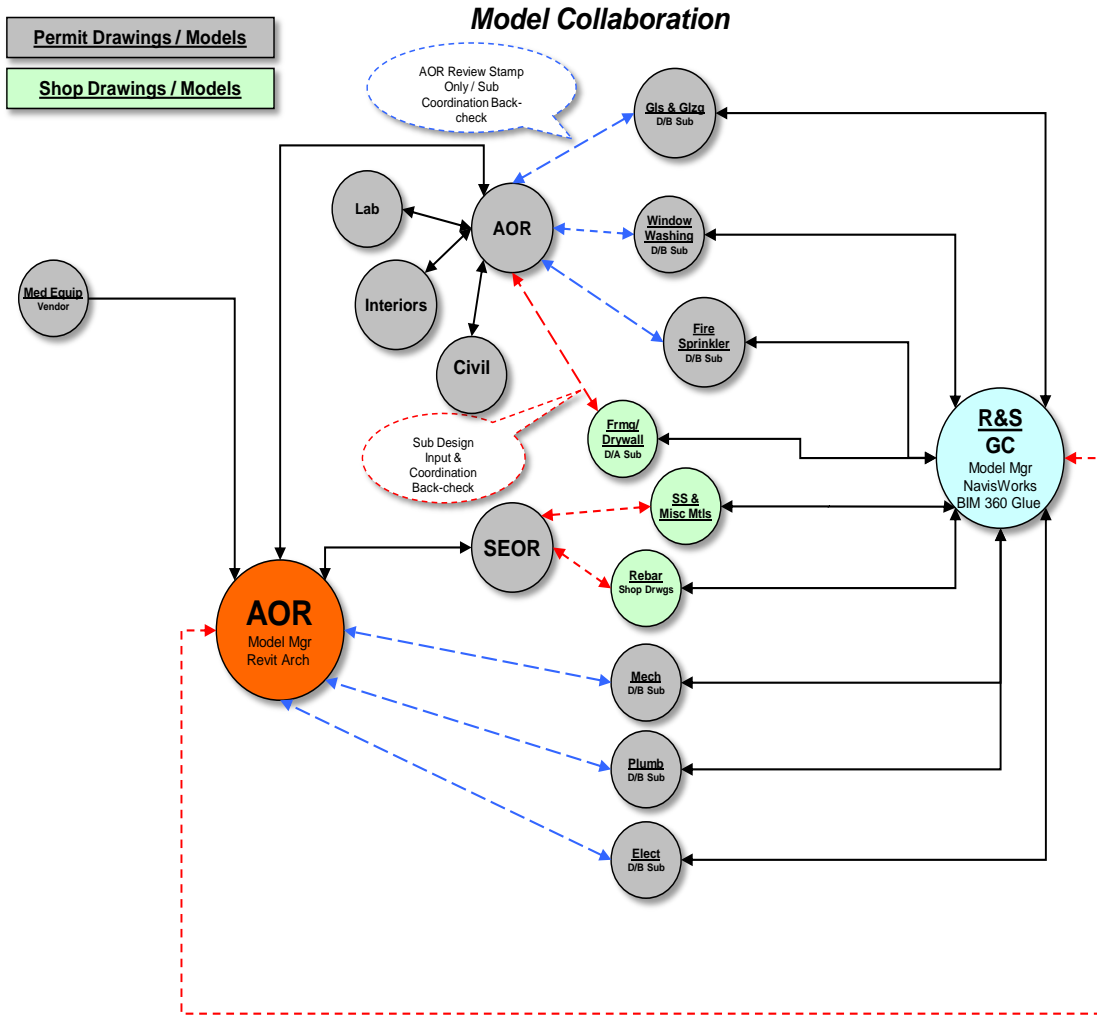 Model Collaboration
Permit Drawings / Models
Shop Drawings / Models
AOR Review Stamp
Only / Sub
Coordination Back-
check
Gls & Glzg
D/B Sub
Lab
AOR
Window
Washing
D/B Sub
Med Equip
Vendor
Interiors
Fire
Sprinkler
D/B Sub
Civil
Frmg/
Drywall
D/A Sub
Sub Design
Input &
Coordination
Back-check
R&S
GC
Model Mgr
NavisWorks
BIM 360 Glue
SS &
Misc Mtls
SEOR
Rebar
Shop Drwgs
AOR
Model Mgr
Revit Arch
Mech
D/B Sub
Plumb
D/B Sub
Elect
D/B Sub